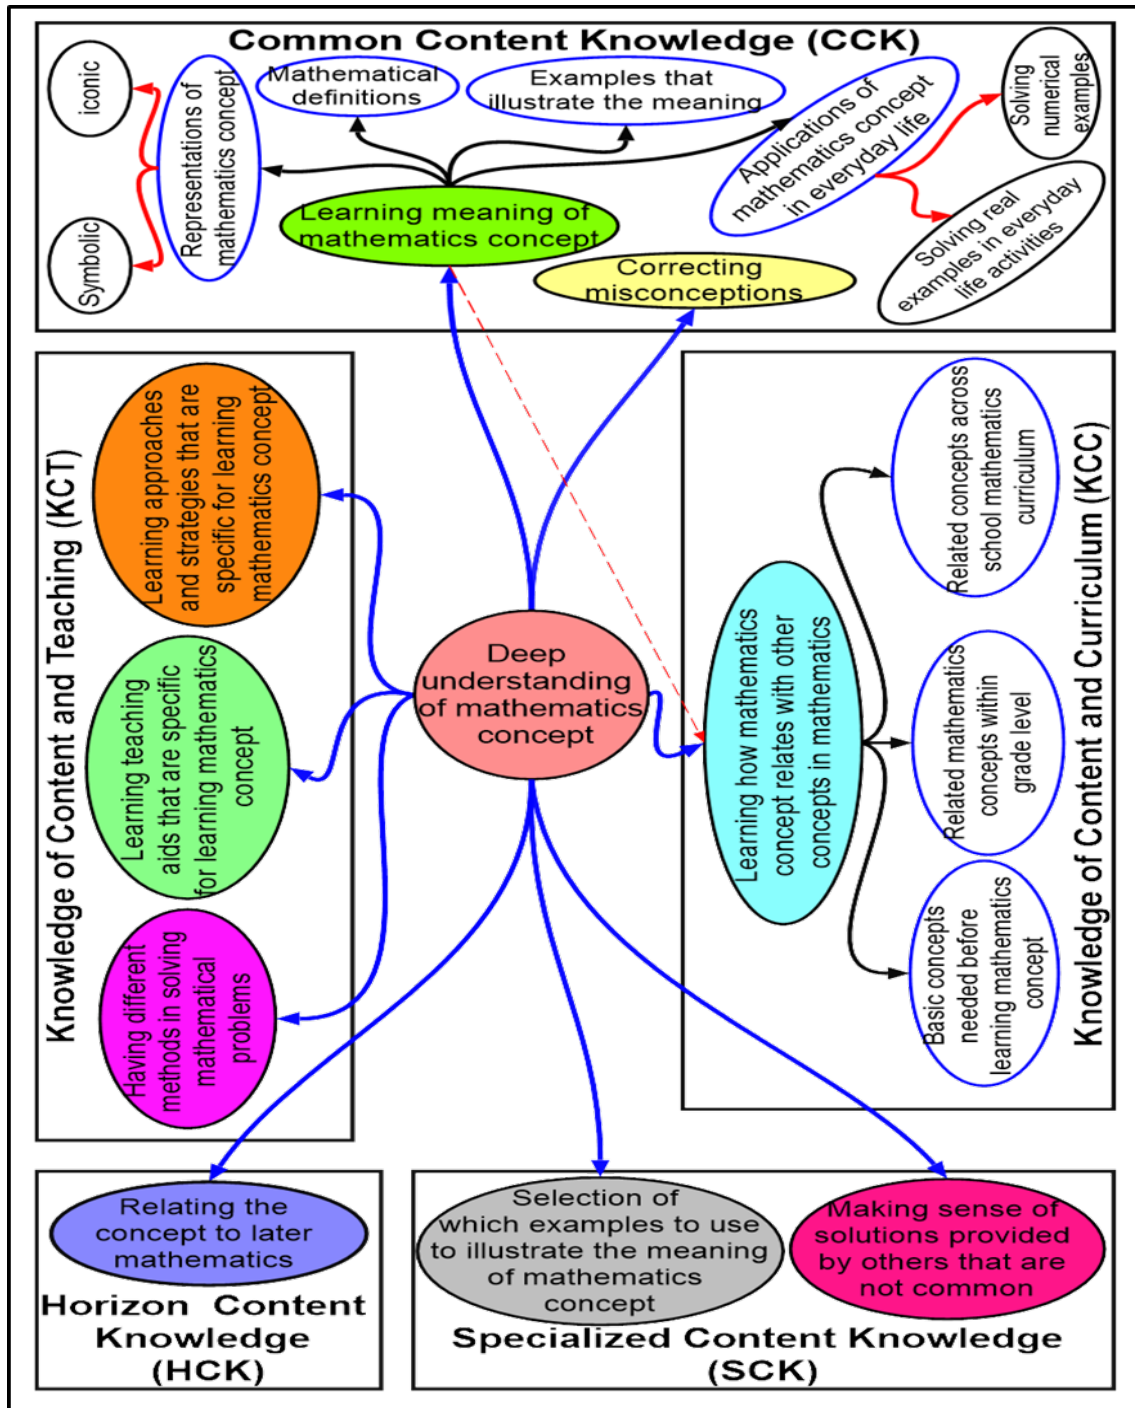 Common Content Knowledge (CCK)
iconic
Symbolic
Representations of
mathematics concept
Mathematical
definitions
Examples that
illustrate the meaning
Applications of
mathematics concept
in everyday life
Solving
numerical
examples
Solving real
examples in everyday
life activities
Learning meaning of
mathematics concept
Correcting
misconceptions
Knowledge of Content and Teaching (KCT)
Learning approaches
and strategies that are
specific for learning
mathematics concept
Learning teaching
aids that are specific
for learning mathematics
concept
Having different
methods in solving
mathematical
problems
Deep
understanding
of mathematics
concept
Learning how mathematics
concept relates with other
concepts in mathematics
Related concepts across
school mathematics
curriculum
Related mathematics
concepts within
grade level
Basic concepts
needed before
learning mathematics
concept
Knowledge of Content and Curriculum (KCC)
Relating the
concept to later
mathematics
Horizon Content
Knowledge
(HCK)
Selection of
which examples to use
to illustrate the meaning
of mathematics
concept
Making sense of
solutions provided
by others that are
not common
Specialized Content Knowledge
(SCK)